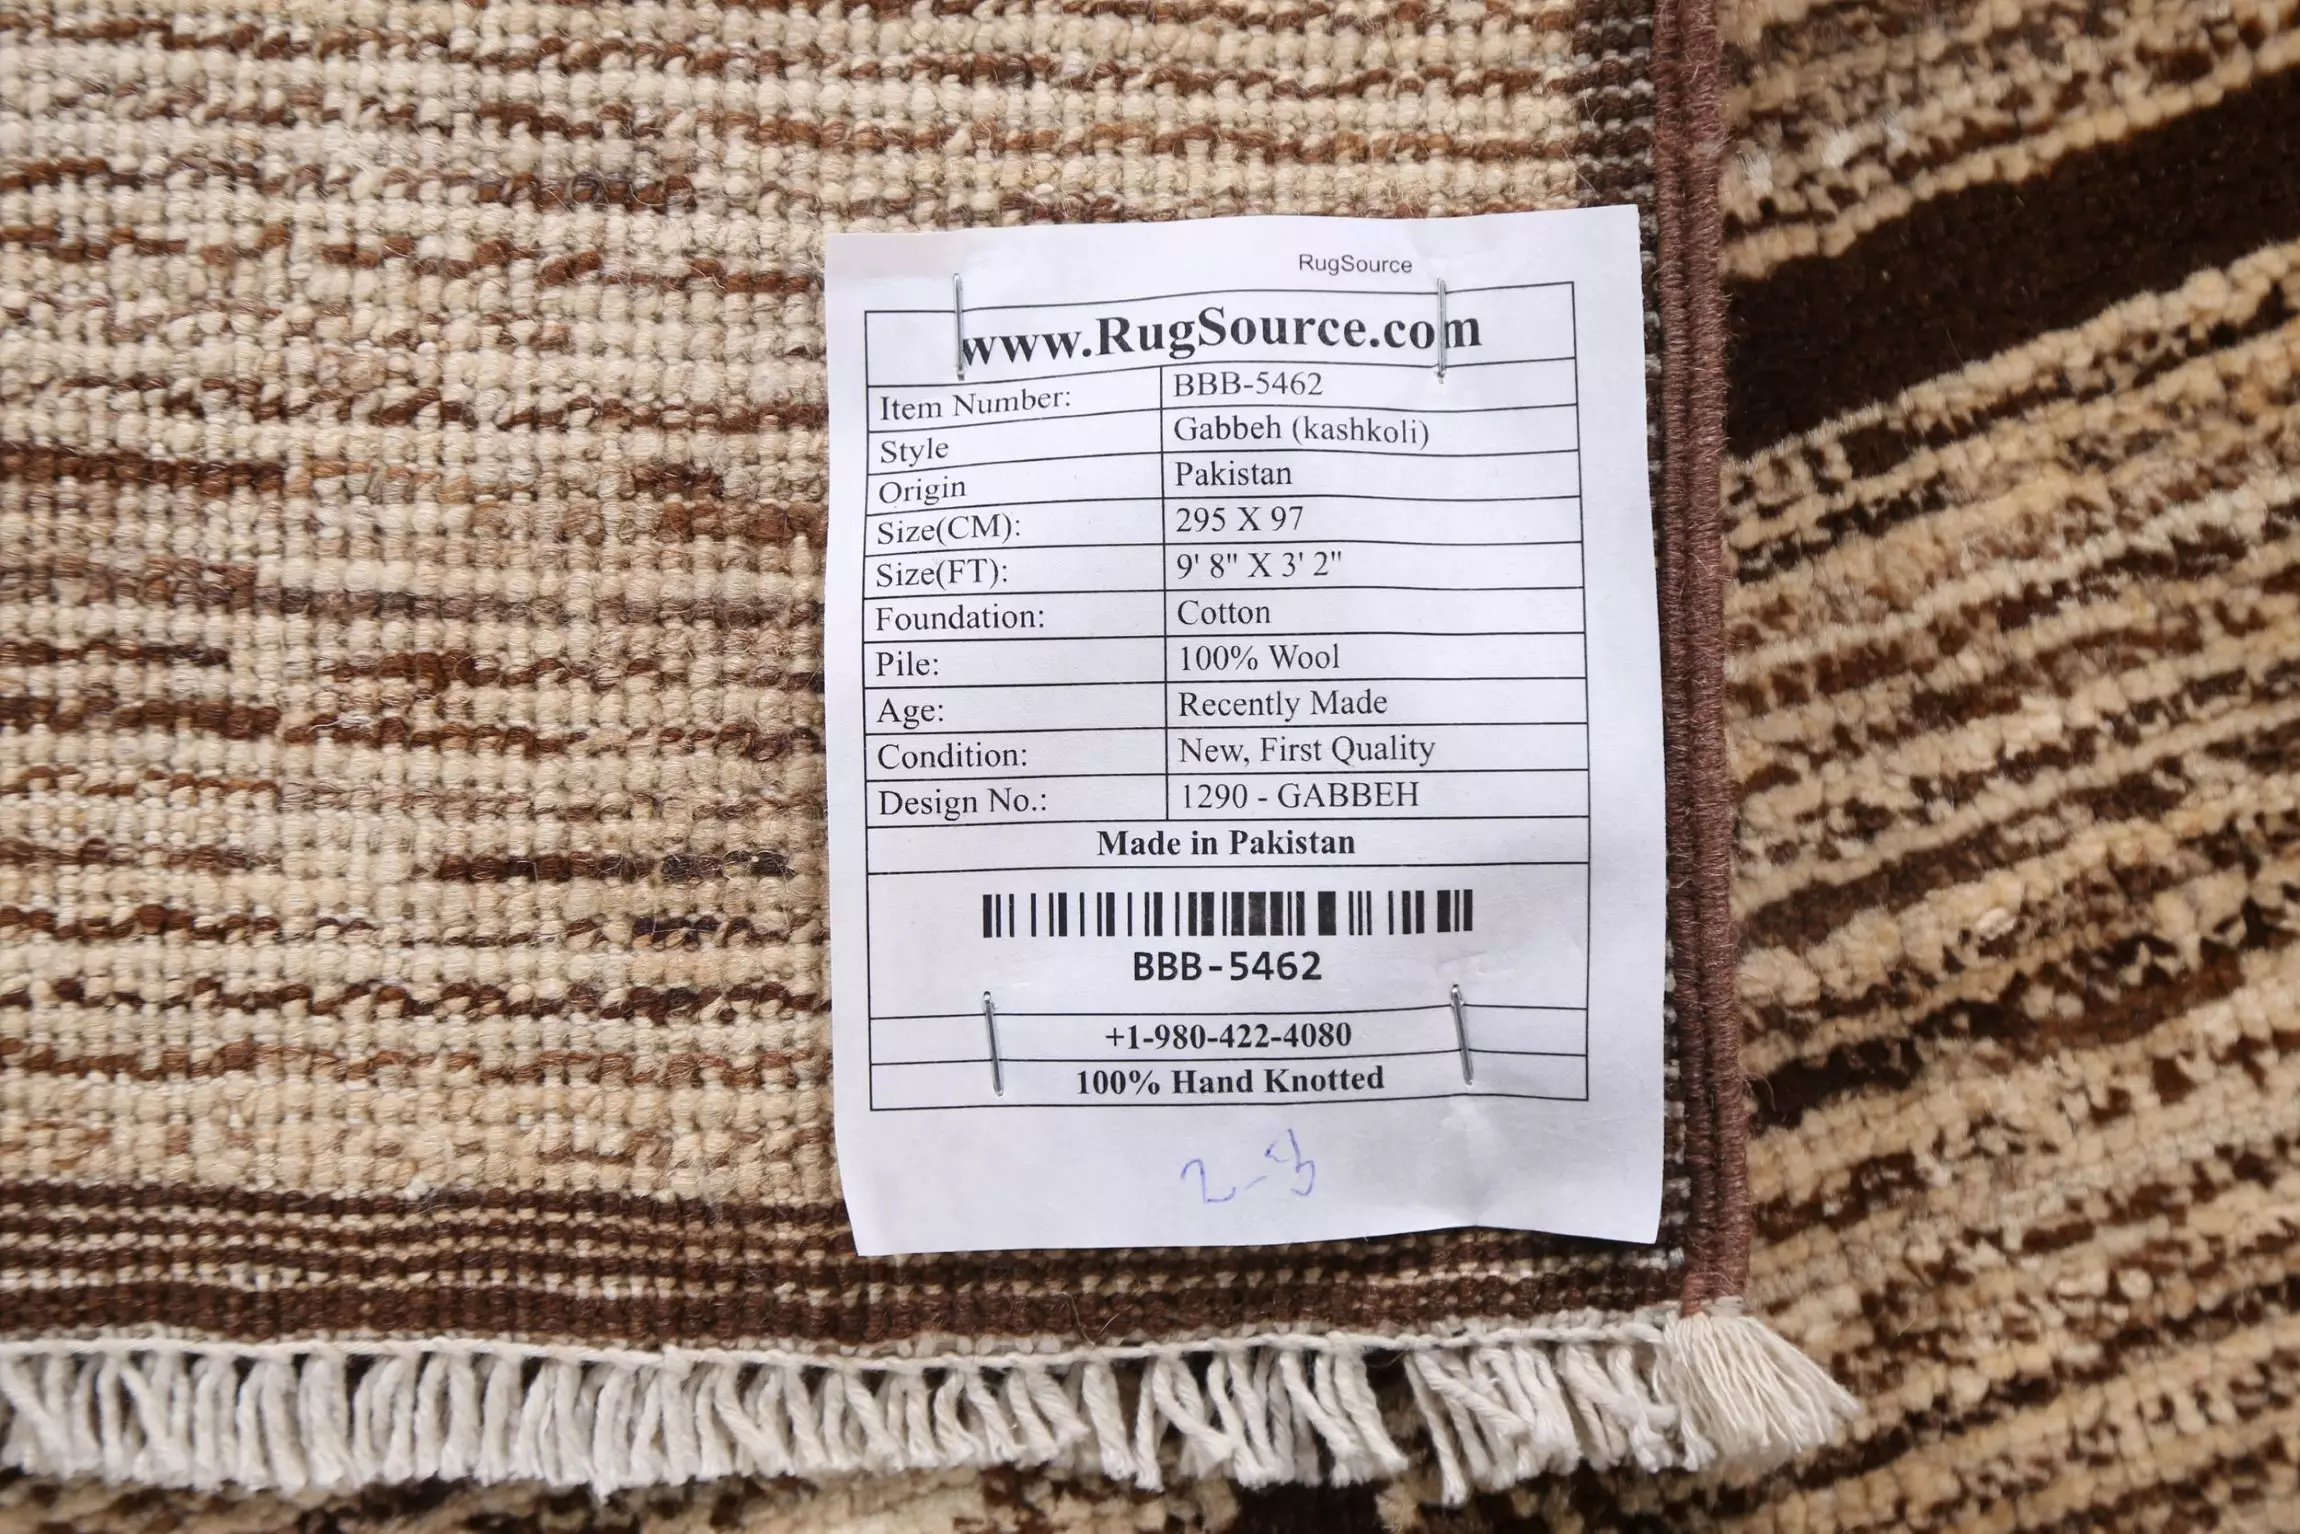 RugSource
www.RugSource.com
Item Number: BBB-5462
Style Gabbeh (kashkoli)
Origin Pakistan
Size(CM): 295 X 97
Size(FT): 9' 8" X 3' 2"
Foundation: Cotton
Pile: 100% Wool
Age: Recently Made
Condition: New, First Quality
Design No.: 1290 - GABBEH
Made in Pakistan
BBB-5462
+1-980-422-4080
100% Hand Knotted